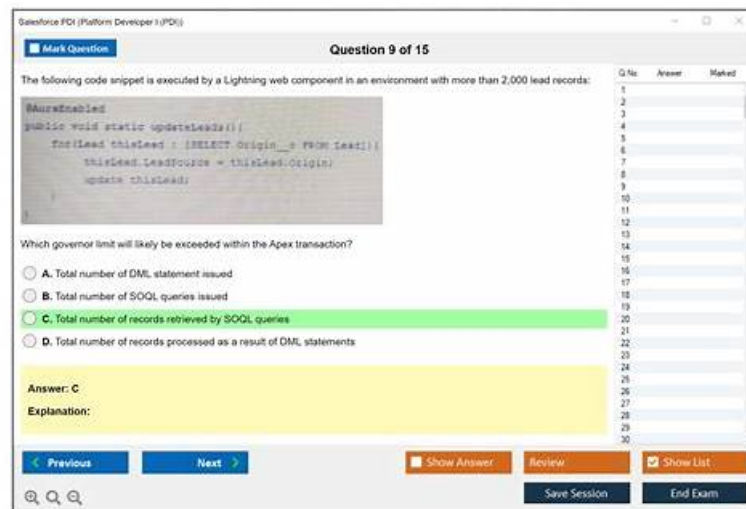 Salesforce PDI (Platform Developer I (PDI))
Mark Question
Question 9 of 15
The following code snippet is executed by a Lightning web component in an environment with more than 2,000 lead records:
@AuraEnabled
public void static updateLeads(){
for(Lead thisLead : [SELECT Origin__c FROM Lead]){
thisLead.LeadSource = thisLead.Origin;
update thisLead;
}
}
Which governor limit will likely be exceeded within the Apex transaction?
A. Total number of DML statement issued
B. Total number of SOQL queries issued
C. Total number of records retrieved by SOQL queries
D. Total number of records processed as a result of DML statements
Answer: C
Explanation:
Previous
Next
Show Answer
Review
Show List
Save Session
End Exam
Q.No. Answer Marked
1
2
3
4
5
6
7
8
9
10
11
12
13
14
15
16
17
18
19
20
21
22
23
24
25
26
27
28
29
30